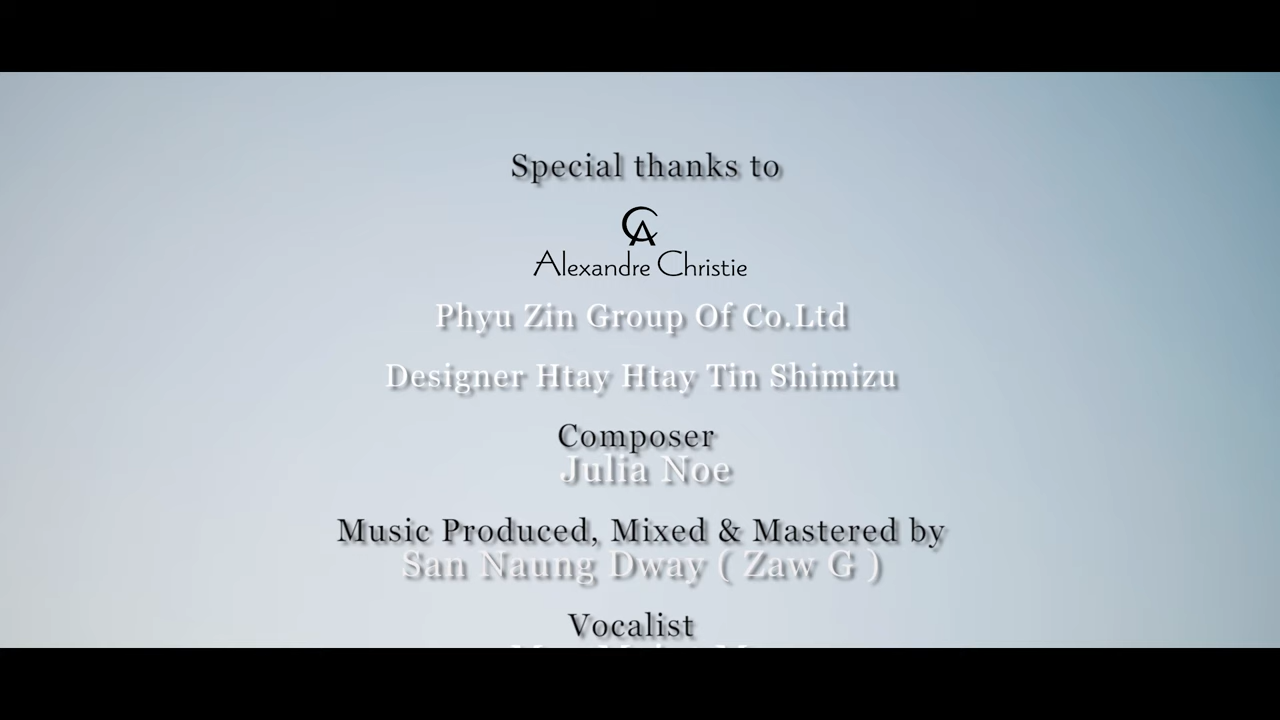 Special thanks to
CA
Alexandre Christie
Phyu Zin Group Of Co.Ltd
Designer Htay Htay Tin Shimizu
Composer
Julia Noe
Music Produced, Mixed & Mastered by
San Naung Dway ( Zaw G )
Vocalist